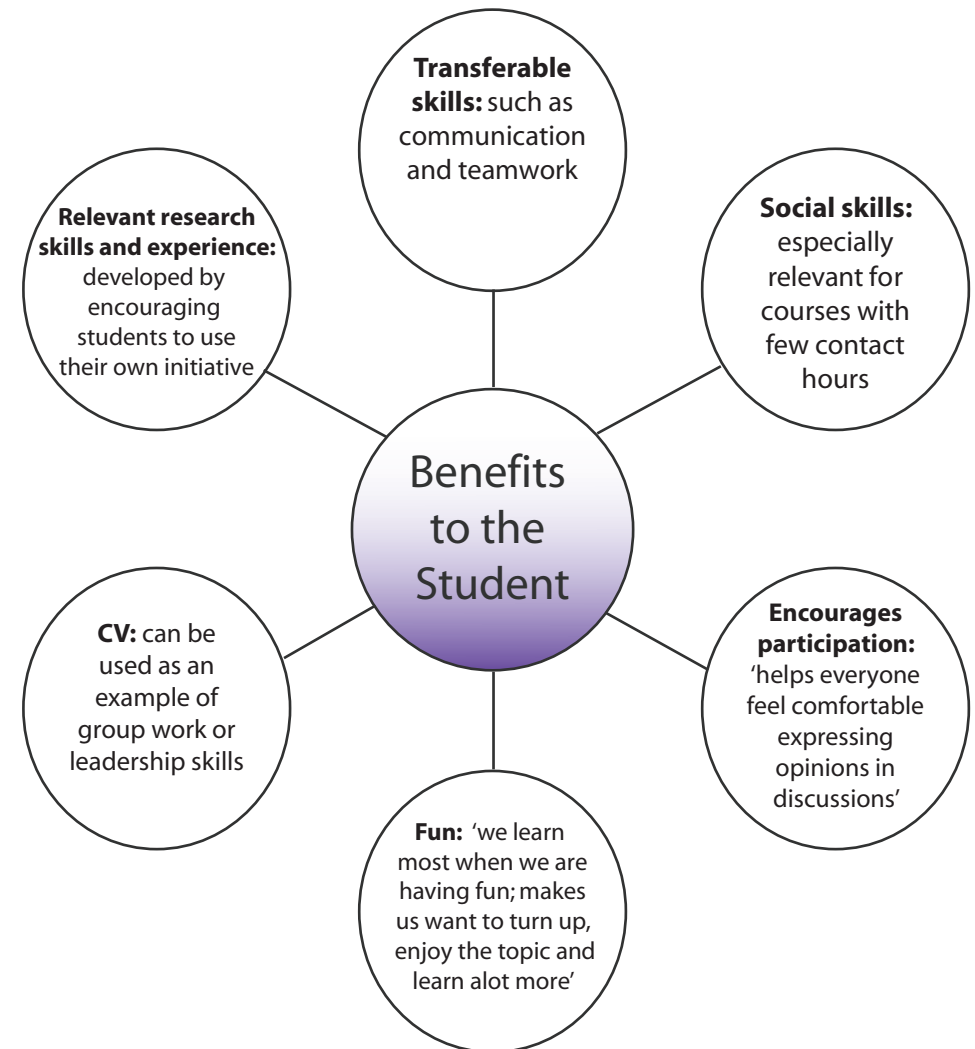 Transferable
skills: such as
communication
and teamwork
Relevant research
skills and experience:
developed by
encouraging
students to use
their own initiative
Social skills:
especially
relevant for
courses with
few contact
hours
Benefits
to the
Student
CV: can be
used as an
example of
group work or
leadership skills
Encourages
participation:
‘helps everyone
feel comfortable
expressing
opinions in
discussions’
Fun: ‘we learn
most when we are
having fun; makes
us want to turn up,
enjoy the topic and
learn alot more’